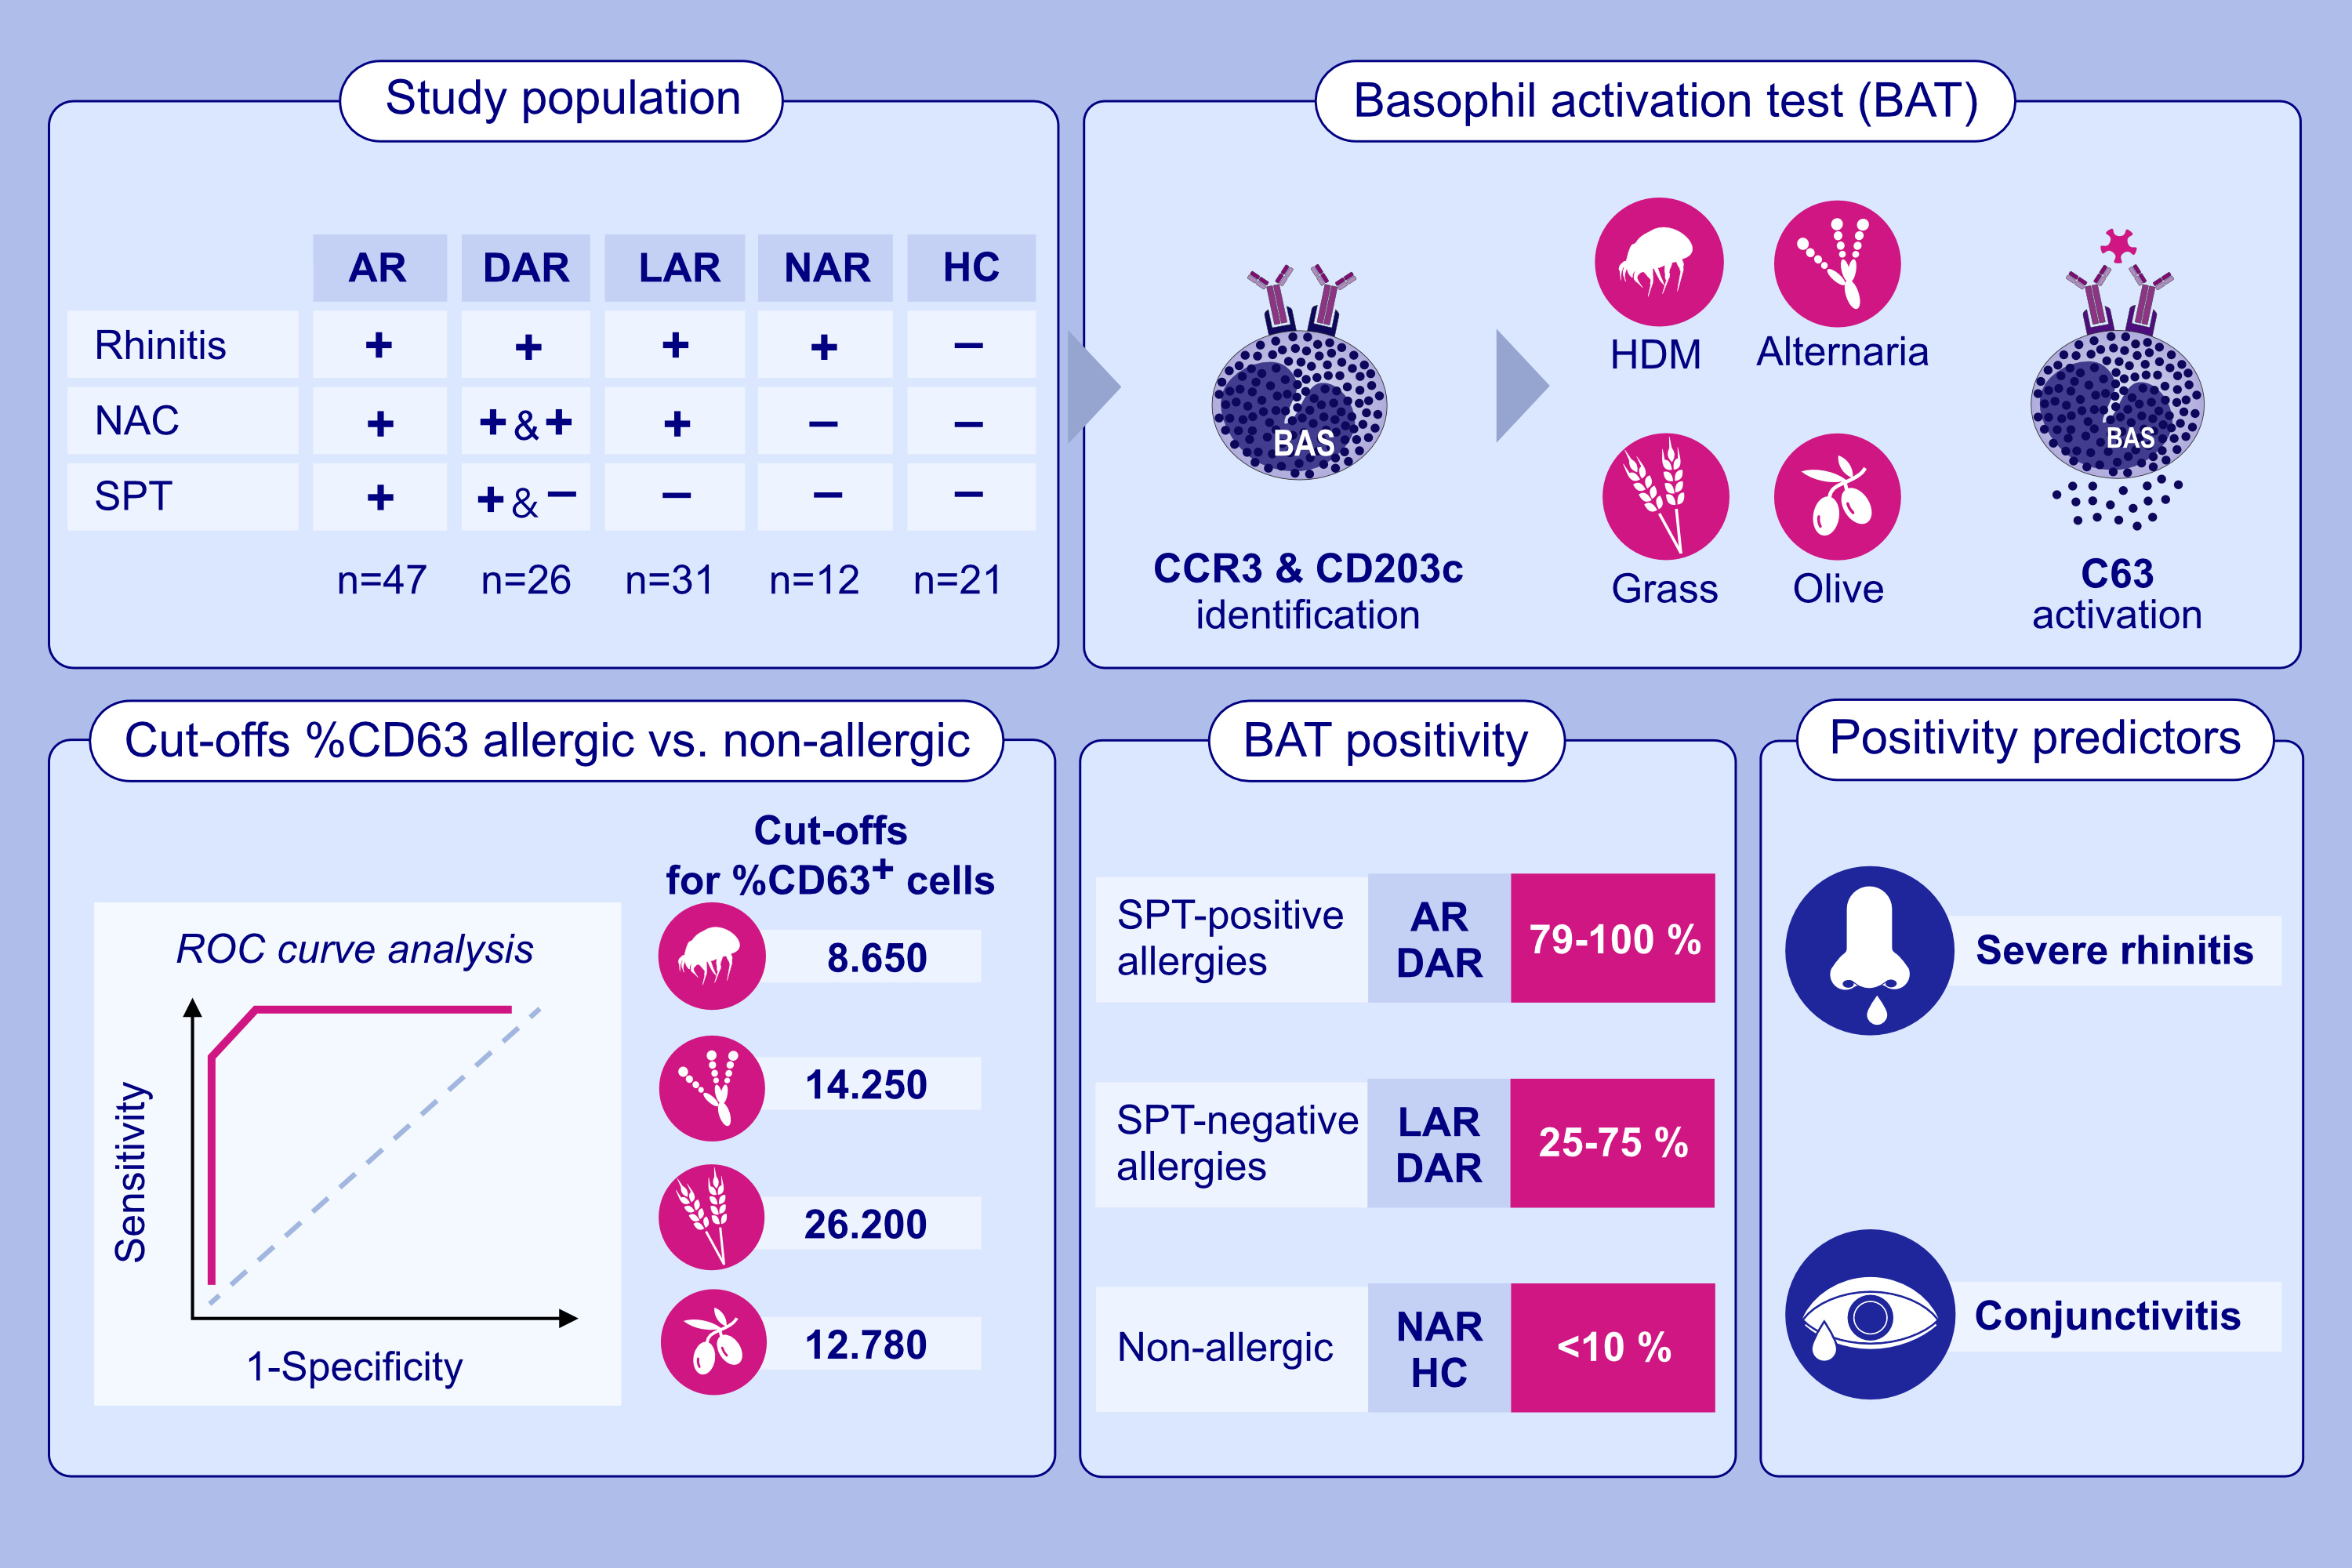 Study population
AR DAR LAR NAR HC
Rhinitis + + + + –
NAC + +&+ + – –
SPT + +&– – – –
n=47 n=26 n=31 n=12 n=21
Basophil activation test (BAT)
BAS
CCR3 & CD203c
identification
HDM
Alternaria
Grass
Olive
BAS
C63
activation
Cut-offs %CD63 allergic vs. non-allergic
ROC curve analysis
Sensitivity
1-Specificity
Cut-offs
for %CD63+ cells
8.650
14.250
26.200
12.780
BAT positivity
SPT-positive
allergies
AR
DAR
79-100 %
SPT-negative
allergies
LAR
DAR
25-75 %
Non-allergic
NAR
HC
<10 %
Positivity predictors
Severe rhinitis
Conjunctivitis